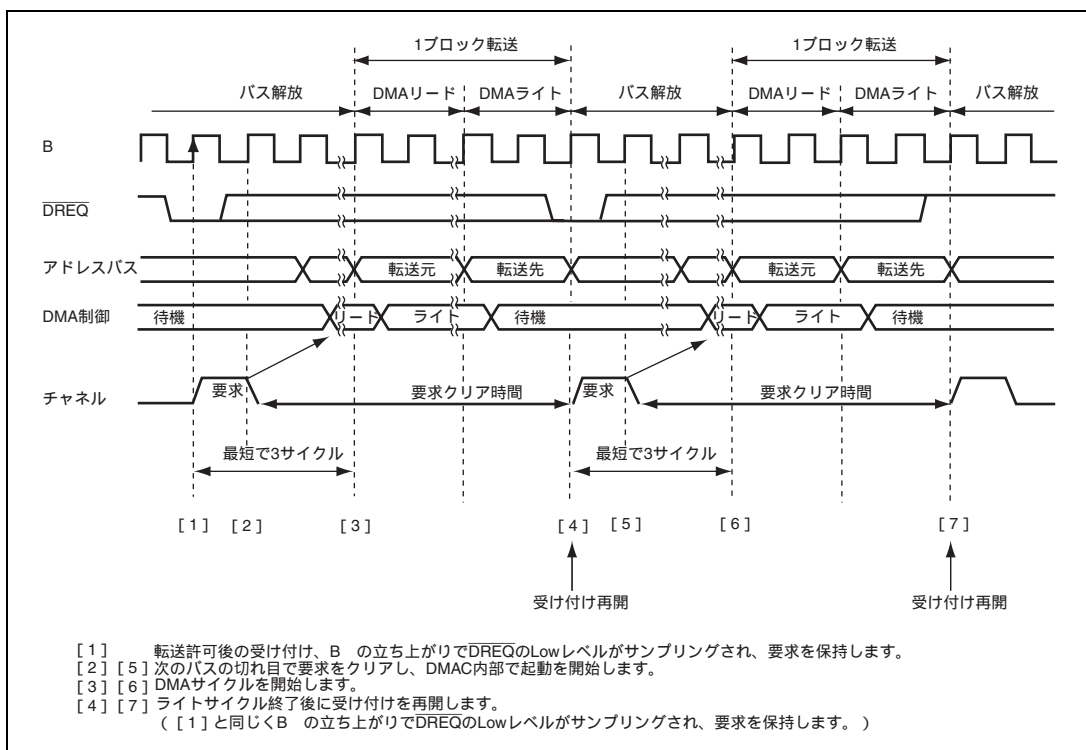 1ブロック転送 1ブロック転送
バス解放 DMAリード DMAライト バス解放 DMAリード DMAライト バス解放
B
DREQ
アドレスバス 転送元 転送先 転送元 転送先
DMA制御 待機 リード ライト 待機 リード ライト 待機
チャネル 要求 要求クリア時間 要求 要求クリア時間
最短で3サイクル 最短で3サイクル
[1] [2] [3] [4] [5] [6] [7]
受け付け再開 受け付け再開
[1] 転送許可後の受け付け、B の立ち上がりでDREQのLowレベルがサンプリングされ、要求を保持します。
[2] [5] 次のバスの切れ目で要求をクリアし、DMAC内部で起動を開始します。
[3] [6] DMAサイクルを開始します。
[4] [7] ライトサイクル終了後に受け付けを再開します。
([1]と同じくB の立ち上がりでDREQのLowレベルがサンプリングされ、要求を保持します。)